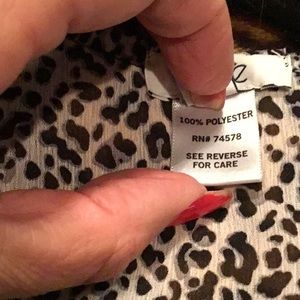 100% POLYESTER
RN# 74578
SEE REVERSE
FOR CARE